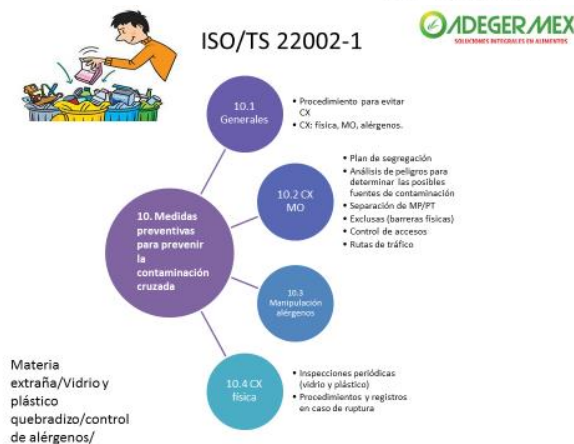 ISO/TS 22002-1
ADEGERMEX
SOLUCIONES INTEGRALES EN ALIMENTOS
10.1
Generales
• Procedimiento para evitar
CX
• CX: física, MO, alérgenos.
10.2 CX
MO
• Plan de segregación
• Análisis de peligros para
determinar las posibles
fuentes de contaminación
• Separación de MP/PT
• Exclusas (barreras físicas)
• Control de accesos
• Rutas de tráfico
10. Medidas
preventivas
para prevenir
la
contaminación
cruzada
10.3
Manipulación
alérgenos
10.4 CX
física
• Inspecciones periódicas
(vidrio y plástico)
• Procedimientos y registros
en caso de ruptura
Materia
extraña/Vidrio y
plástico
quebradizo/control
de alérgenos/